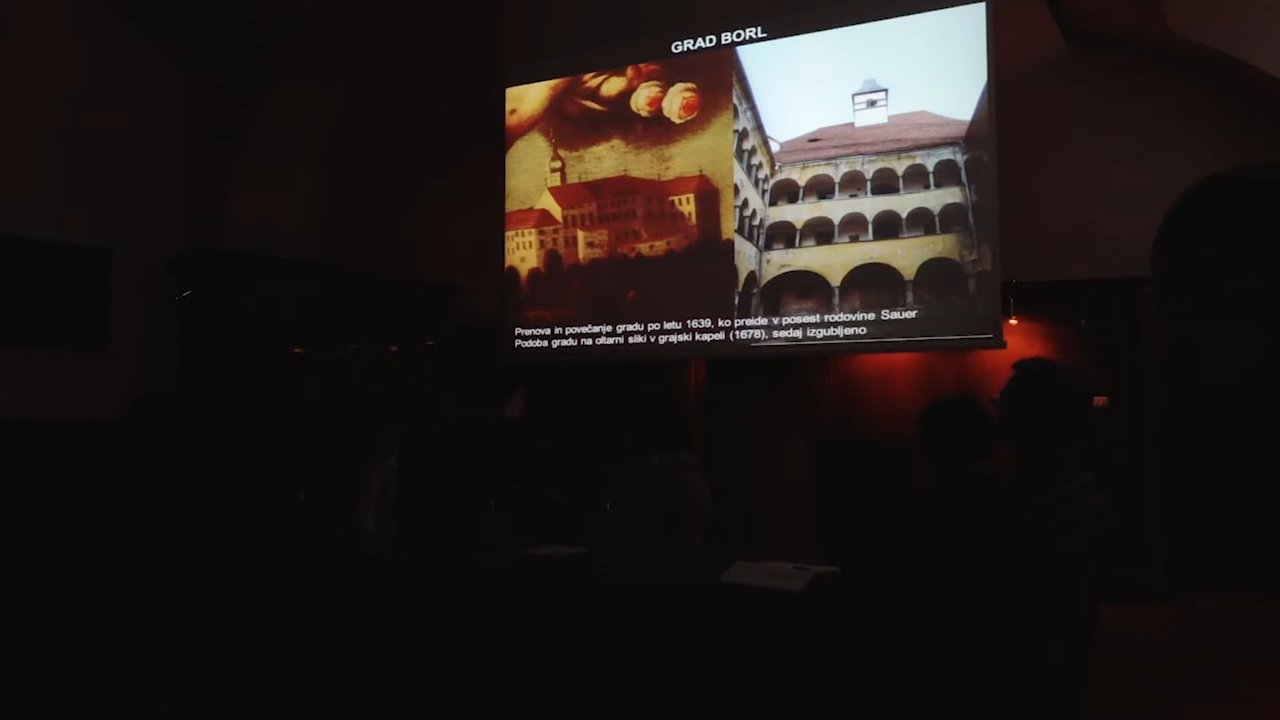 GRAD BORL
Prenova in povečanje gradu po letu 1639, ko preide v posest rodovine Sauer
Podoba gradu na oltarni sliki v grajski kapeli (1678), sedaj izgubljeno